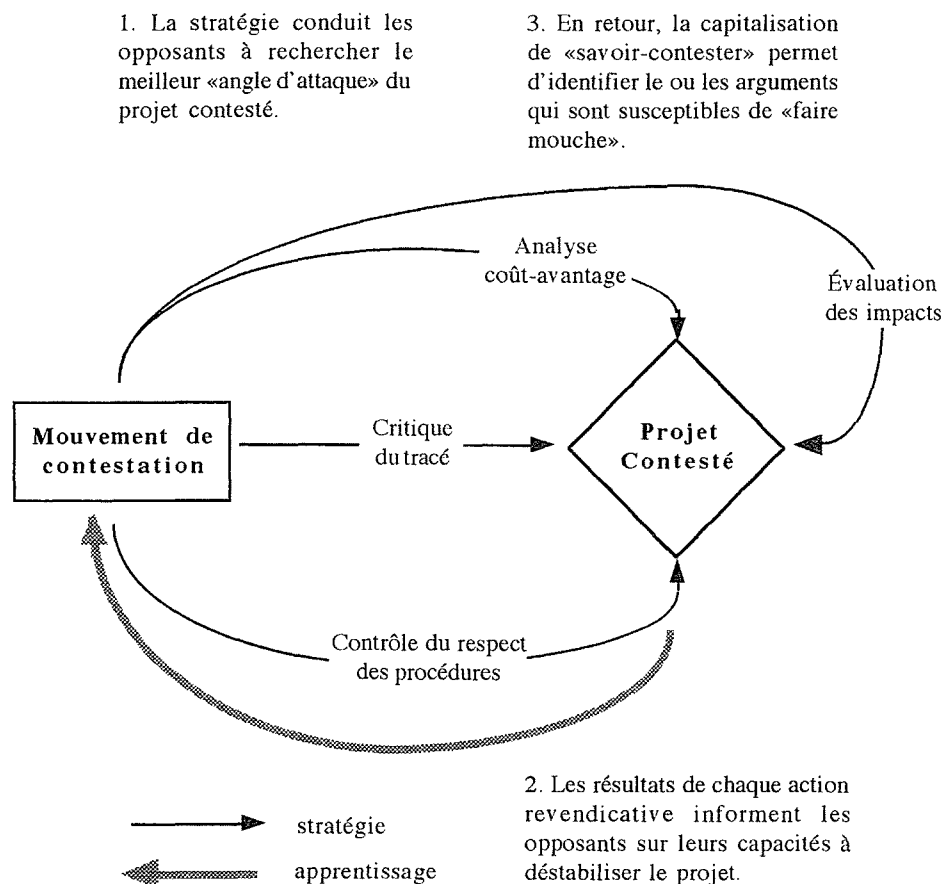 1. La stratégie conduit les
opposants à rechercher le
meilleur «angle d'attaque» du
projet contesté.
3. En retour, la capitalisation
de «savoir-contester» permet
d'identifier le ou les arguments
qui sont susceptibles de «faire
mouche».
Analyse
coût-avantage
Évaluation
des impacts
Mouvement de
contestation
Critique
du tracé
Projet
Contesté
Contrôle du respect
des procédures
2. Les résultats de chaque action
revendicative informent les
opposants sur leurs capacités à
déstabiliser le projet.
stratégie
apprentissage